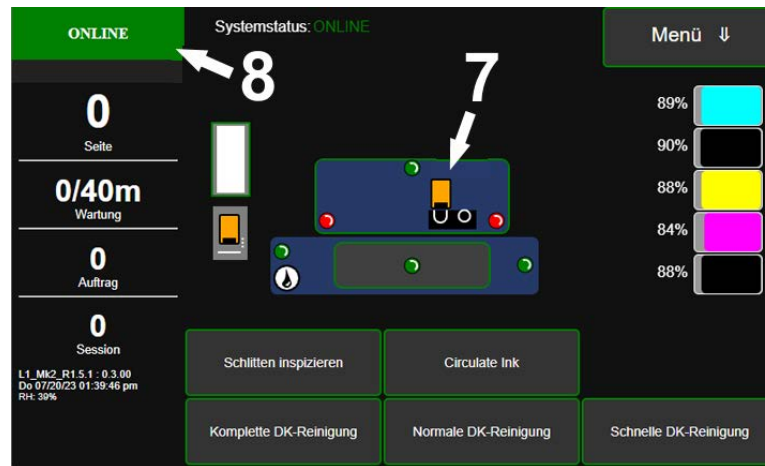 ONLINE
Systemstatus: ONLINE
Menü ⇓
8
7
0
Seite
0/40m
Wartung
0
Auftrag
0
Session
L1_Mk2_R1.5.1 : 0.3.00
Do 07/20/23 01:39:46 pm
RH: 39%
89%
90%
88%
84%
88%
Schlitten inspizieren
Circulate Ink
Komplette DK-Reinigung
Normale DK-Reinigung
Schnelle DK-Reinigung